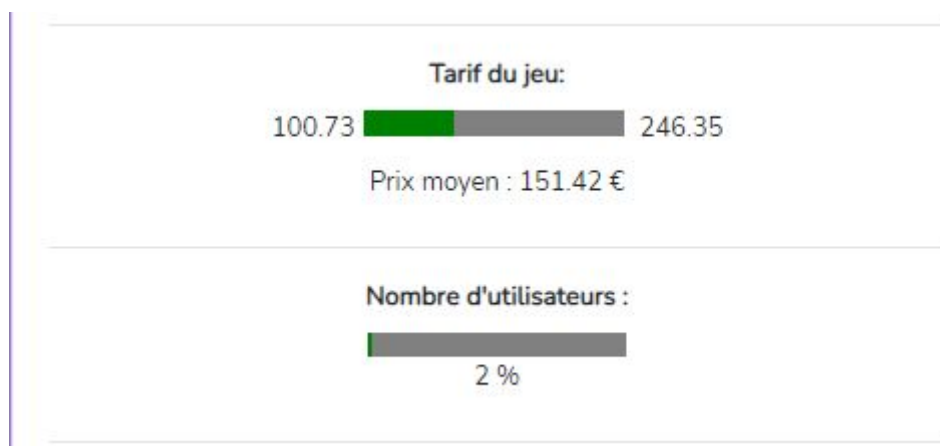 Tarif du jeu:
100.73 246.35
Prix moyen : 151.42 €
Nombre d'utilisateurs :
2 %